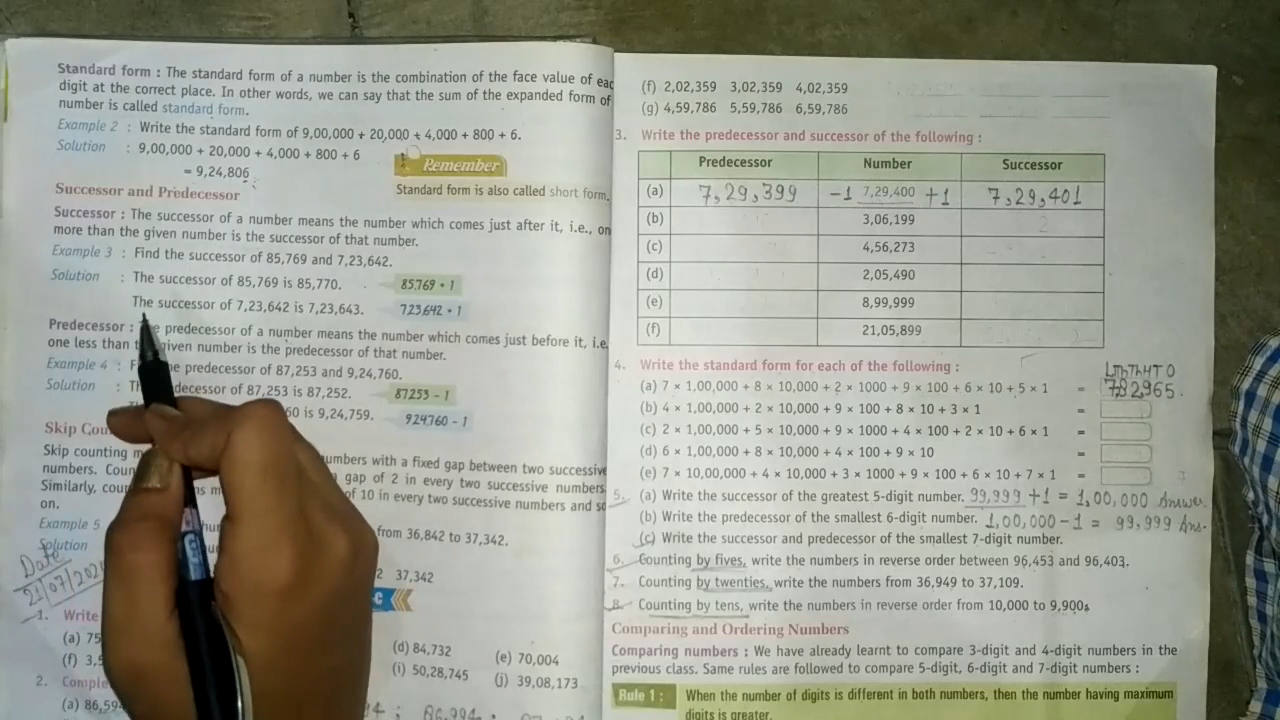 Standard form : The standard form of a number is the combination of the face value of eac
digit at the correct place. In other words, we can say that the sum of the expanded form of
number is called standard form.
Example 2 : Write the standard form of 9,00,000 + 20,000 + 4,000 + 800 + 6.
Solution : 9,00,000 + 20,000 + 4,000 + 800 + 6
= 9,24,806
Remember
Standard form is also called short form.
Successor and Predecessor
Successor : The successor of a number means the number which comes just after it, i.e., on
more than the given number is the successor of that number.
Example 3 : Find the successor of 85,769 and 7,23,642.
Solution : The successor of 85,769 is 85,770. 85,769 + 1
The successor of 7,23,642 is 7,23,643. 7,23,642 + 1
Predecessor : predecessor of a number means the number which comes just before it, i.e.
one less than given number is the predecessor of that number.
Example 4 : predecessor of 87,253 and 9,24,760.
Solution : decessor of 87,253 is 87,252. 87253 – 1
60 is 9,24,759. 924760 – 1
Skip Cou
Skip counting m umbers with a fixed gap between two successive
numbers. Coun gap of 2 in every two successive numbers.
Similarly, coun of 10 in every two successive numbers and so
on.
Example 5 from 36,842 to 37,342.
Solution
37,342
Date
21/07/202
1. Write
(a) 75 (d) 84,732 (e) 70,004
(f) 3,5 (i) 50,28,745 (j) 39,08,173
2. Comple
(a) 86,594
86,994
(f) 2,02,359 3,02,359 4,02,359
(g) 4,59,786 5,59,786 6,59,786
3. Write the predecessor and successor of the following :
Predecessor Number Successor
(a) 7,29,399 -1 7,29,400 +1 7,29,401
(b) 3,06,199
(c) 4,56,273
(d) 2,05,490
(e) 8,99,999
(f) 21,05,899
4. Write the standard form for each of the following :
L TTh Th H T O
(a) 7 × 1,00,000 + 8 × 10,000 + 2 × 1000 + 9 × 100 + 6 × 10 + 5 × 1 = 782965.
(b) 4 × 1,00,000 + 2 × 10,000 + 9 × 100 + 8 × 10 + 3 × 1 =
(c) 2 × 1,00,000 + 5 × 10,000 + 9 × 1000 + 4 × 100 + 2 × 10 + 6 × 1 =
(d) 6 × 1,00,000 + 8 × 10,000 + 4 × 100 + 9 × 10 =
(e) 7 × 10,00,000 + 4 × 10,000 + 3 × 1000 + 9 × 100 + 6 × 10 + 7 × 1 =
5. (a) Write the successor of the greatest 5-digit number. 99,999 +1 = 1,00,000 Answer.
(b) Write the predecessor of the smallest 6-digit number. 1,00,000 – 1 = 99,999 Ans.
(c) Write the successor and predecessor of the smallest 7-digit number.
6. Counting by fives, write the numbers in reverse order between 96,453 and 96,403.
7. Counting by twenties, write the numbers from 36,949 to 37,109.
8. Counting by tens, write the numbers in reverse order from 10,000 to 9,900.
Comparing and Ordering Numbers
Comparing numbers : We have already learnt to compare 3-digit and 4-digit numbers in the
previous class. Same rules are followed to compare 5-digit, 6-digit and 7-digit numbers :
Rule 1 : When the number of digits is different in both numbers, then the number having maximum
digits is greater.